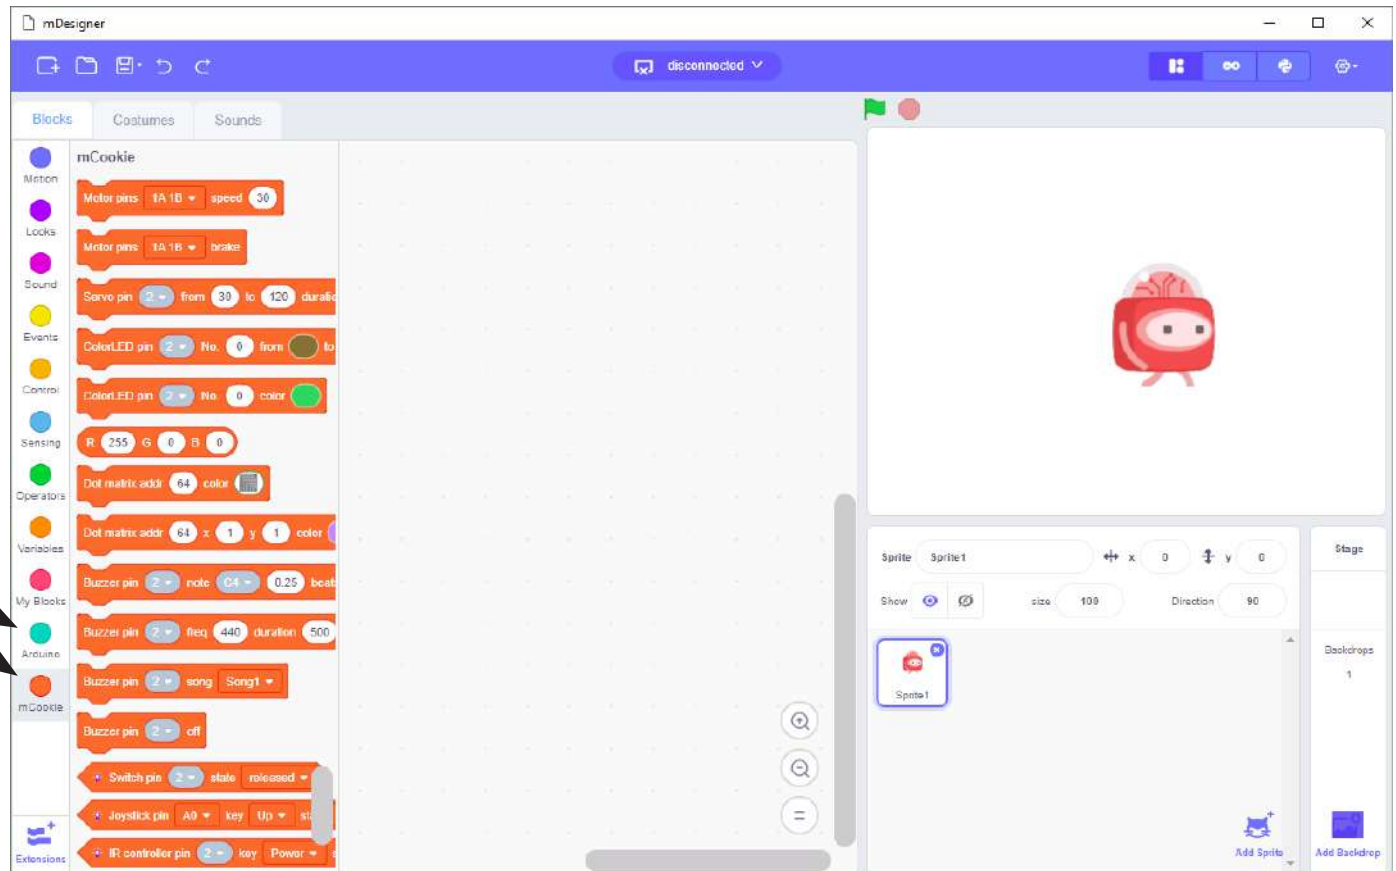 mDesigner
disconnected
Blocks
Costumes
Sounds
Motion
Looks
Sound
Events
Control
Sensing
Operators
Variables
My Blocks
Arduino
mCookie
Extensions
mCookie
Motor pins 1A 1B speed 30
Motor pins 1A 1B brake
Servo pin 2 from 30 to 120 duratio
ColorLED pin 2 No. 0 from to
ColorLED pin 2 No. 0 color
R 255 G 0 B 0
Dot matrix addr 64 color
Dot matrix addr 64 x 1 y 1 color
Buzzer pin 2 note C4 0.25 beat
Buzzer pin 2 freq 440 duration 500
Buzzer pin 2 song Song1
Buzzer pin 2 off
Switch pin 2 state released
Joystick pin A0 key Up st
IR controller pin 2 key Power
Sprite Sprite1 x 0 y 0
Show size 100 Direction 90
Sprite1
Add Sprite
Stage
Backdrops
1
Add Backdrop